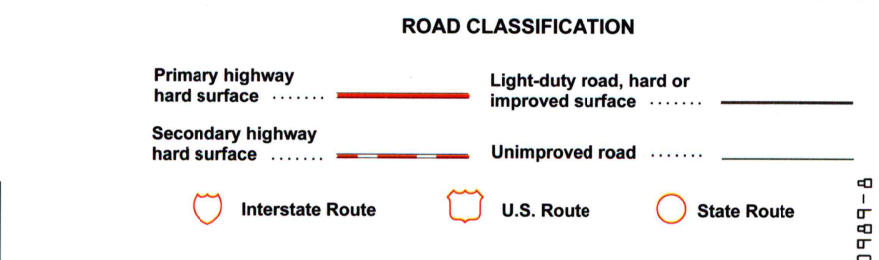 ROAD CLASSIFICATION
Primary highway
hard surface .......
Light-duty road, hard or
improved surface .......
Secondary highway
hard surface .......
Unimproved road .......
Interstate Route
U.S. Route
State Route